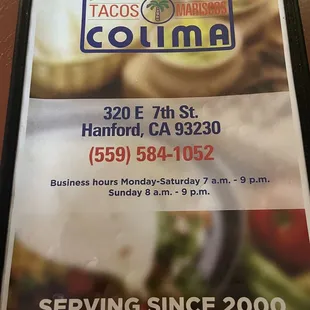 TACOS MARISCOS
COLIMA
320 E 7th St.
Hanford, CA 93230
(559) 584-1052
Business hours Monday-Saturday 7 a.m. - 9 p.m.
Sunday 8 a.m. - 9 p.m.
SERVING SINCE 2000